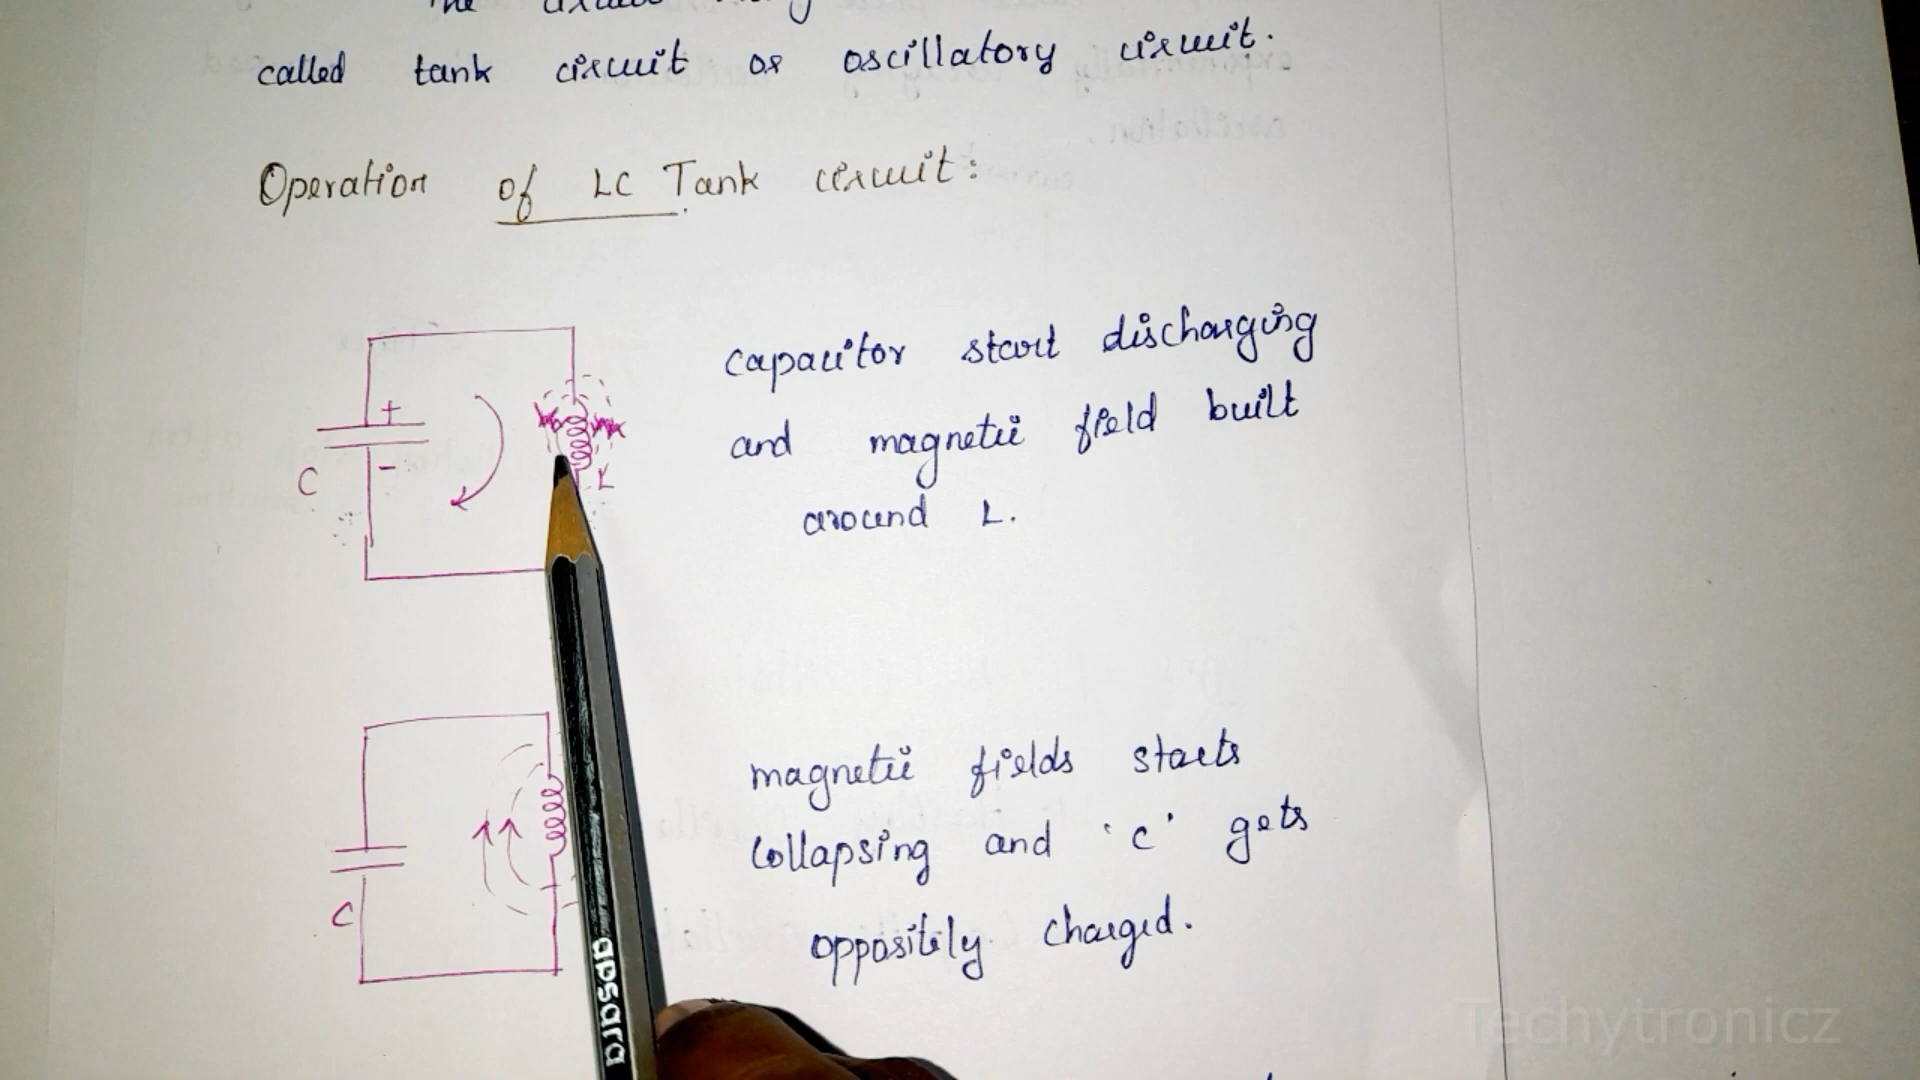 The
called tank circuit or oscillatory circuit.
Operation of LC Tank circuit:
capacitor start discharging
and magnetic field built
around L.
+
-
C
L
magnetic fields starts
collapsing and 'c' gets
oppositely charged.
C
apsara
Techytronicz